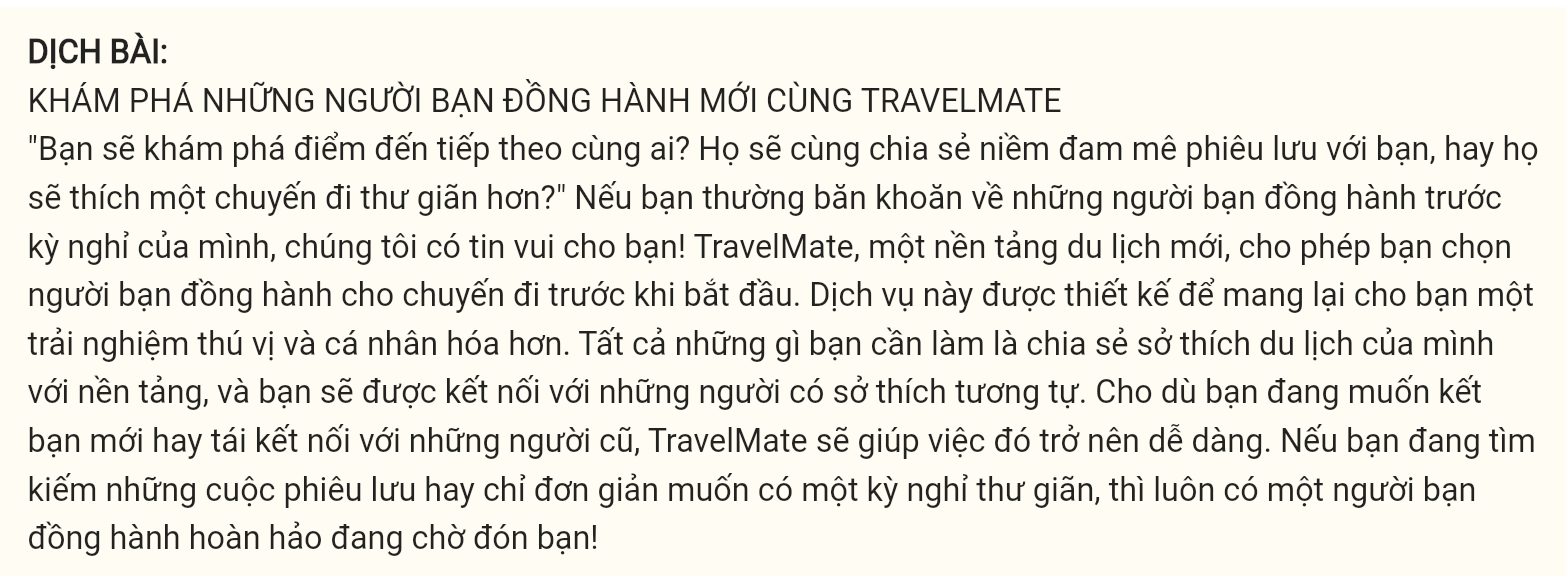 DỊCH BÀI:
KHÁM PHÁ NHỮNG NGƯỜI BẠN ĐỒNG HÀNH MỚI CÙNG TRAVELMATE
"Bạn sẽ khám phá điểm đến tiếp theo cùng ai? Họ sẽ cùng chia sẻ niềm đam mê phiêu lưu với bạn, hay họ
sẽ thích một chuyến đi thư giãn hơn?" Nếu bạn thường băn khoăn về những người bạn đồng hành trước
kỳ nghỉ của mình, chúng tôi có tin vui cho bạn! TravelMate, một nền tảng du lịch mới, cho phép bạn chọn
người bạn đồng hành cho chuyến đi trước khi bắt đầu. Dịch vụ này được thiết kế để mang lại cho bạn một
trải nghiệm thú vị và cá nhân hóa hơn. Tất cả những gì bạn cần làm là chia sẻ sở thích du lịch của mình
với nền tảng, và bạn sẽ được kết nối với những người có sở thích tương tự. Cho dù bạn đang muốn kết
bạn mới hay tái kết nối với những người cũ, TravelMate sẽ giúp việc đó trở nên dễ dàng. Nếu bạn đang tìm
kiếm những cuộc phiêu lưu hay chỉ đơn giản muốn có một kỳ nghỉ thư giãn, thì luôn có một người bạn
đồng hành hoàn hảo đang chờ đón bạn!